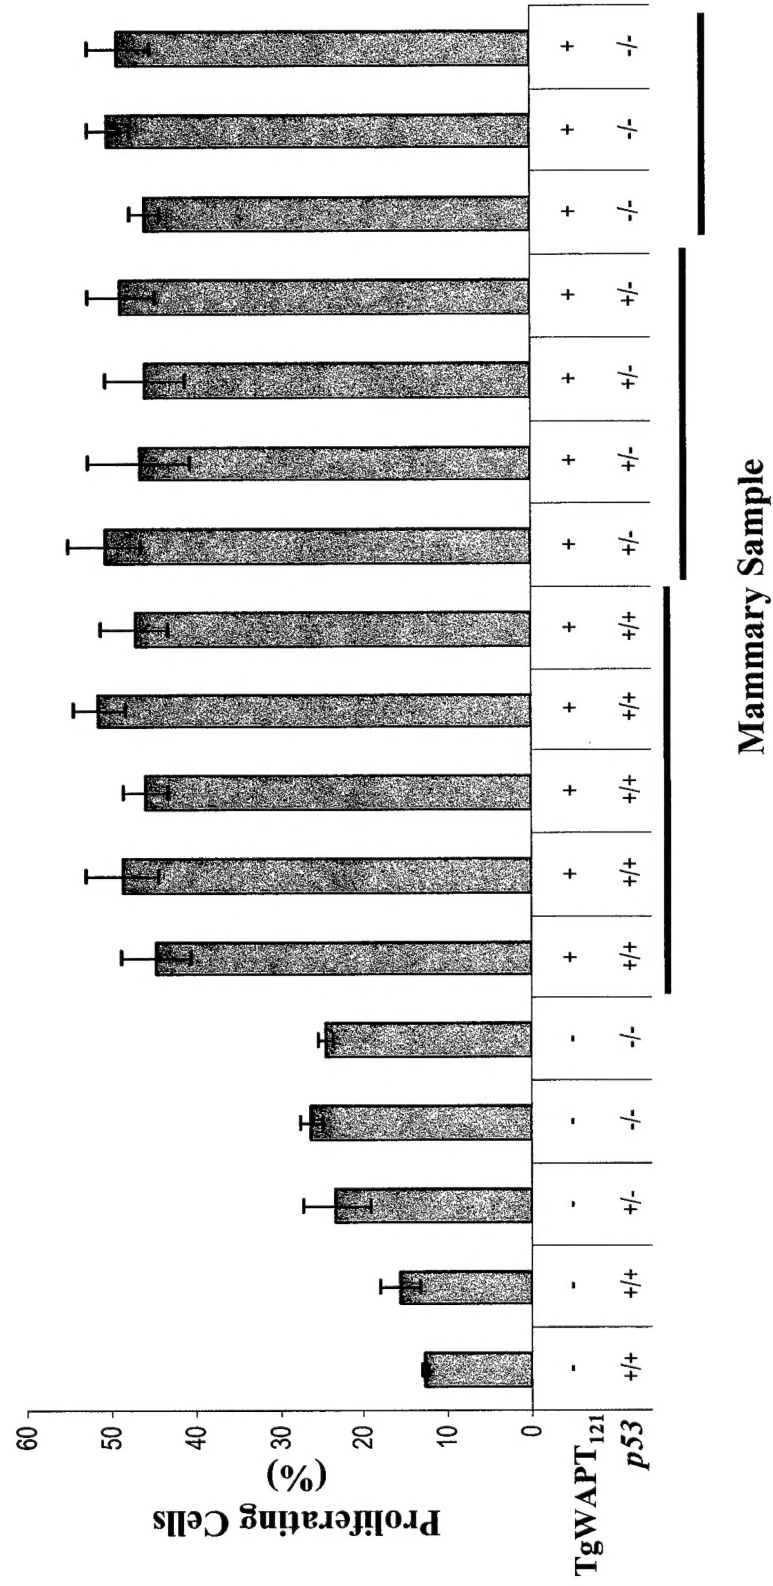 Proliferating Cells
(%)
60
50
40
30
20
10
0
TgWAPT121 - - - - - + + + + + + + + + + + +
p53 +/+ +/+ +/- -/- -/- +/+ +/+ +/+ +/+ +/+ +/- +/- +/- +/- -/- -/- -/-
Mammary Sample